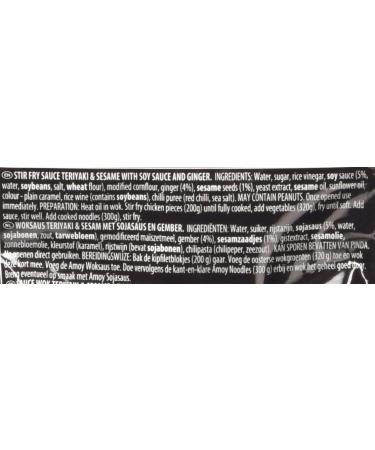 EN STIR FRY SAUCE TERIYAKI & SESAME WITH SOY SAUCE AND GINGER. INGREDIENTS: Water, sugar, rice vinegar, soy sauce (5%,
water, soybeans, salt, wheat flour), modified cornflour, ginger (4%), sesame seeds (1%), yeast extract, sesame oil, sunflower oil,
colour - plain caramel, rice wine (contains soybeans), chilli puree (red chilli, sea salt). MAY CONTAIN PEANUTS. Once opened use
immediately. PREPARATION: Heat oil in wok. Stir fry chicken pieces (200g) until fully cooked, add vegetables (320g), fry until soft. Add
sauce, stir well. Add cooked noodles (300g), stir fry.
NL WOKSAUS TERIYAKI & SESAM MET SOJASAUS EN GEMBER. INGREDIËNTEN: Water, suiker, rijstazijn, sojasaus (5%, water,
sojabonen, zout, tarwebloem), gemodificeerd maïszetmeel, gember (4%), sesamzaadjes (1%), gistextract, sesamolie,
zonnebloemolie, kleurstof (karamel), rijstwijn (bevat sojabonen), chilipasta (chilipeper, zeezout). KAN SPOREN BEVATTEN VAN PINDA.
openen direct gebruiken. BEREIDINGSWIJZE: Bak de kipfiletblokjes (200 g) gaar. Voeg de oosterse wokgroenten (320 g) toe en wok
deze kort mee. Voeg de Amoy Woksaus toe. Doe vervolgens de kant-en-klare Amoy Noodles (300 g) erbij en wok het geheel goed door.
Breng eventueel op smaak met Amoy Sojasaus.